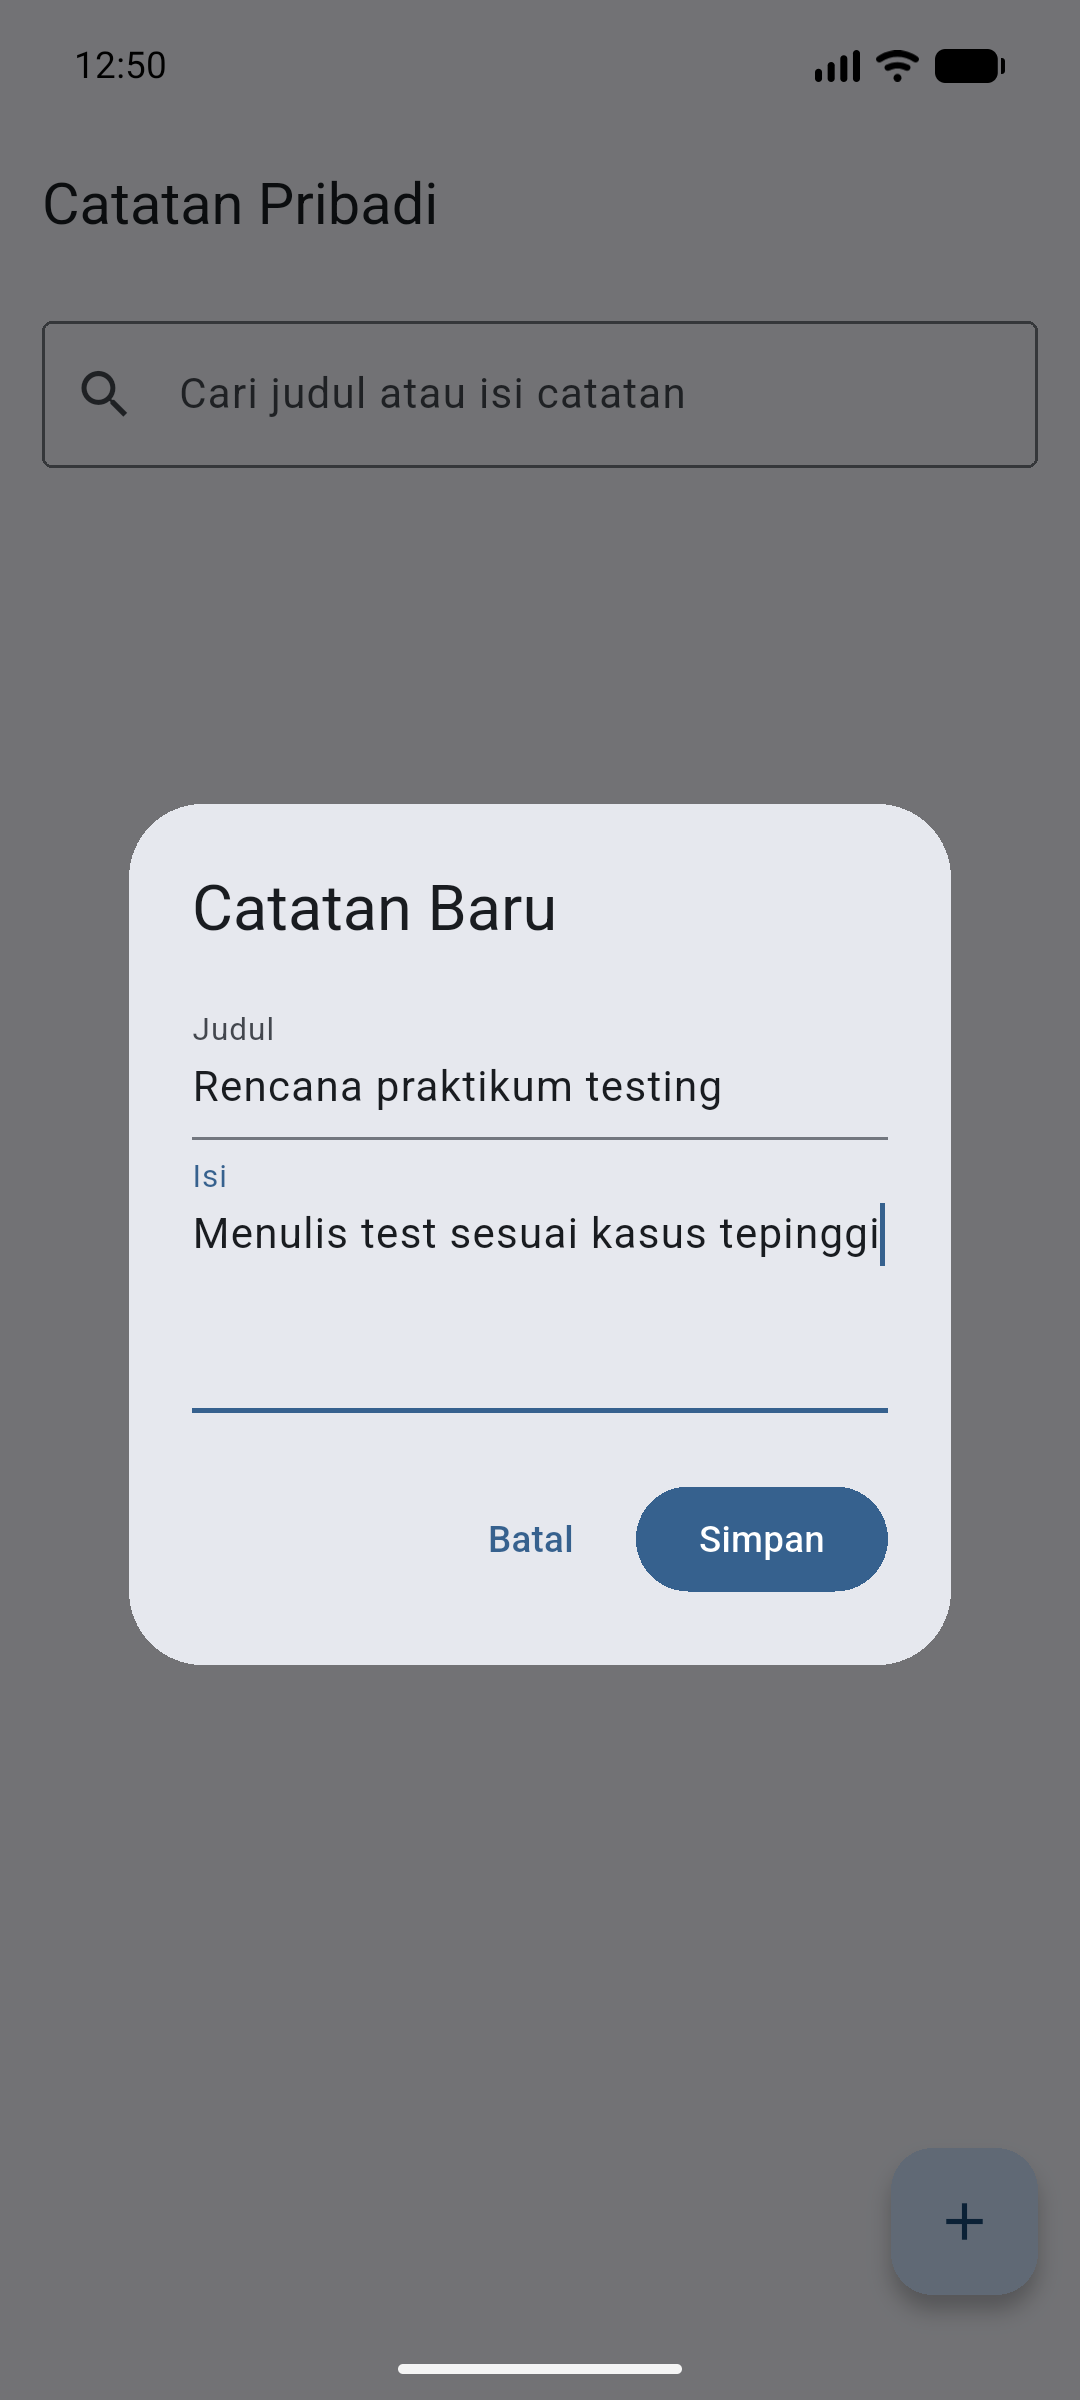 12:50
Catatan Pribadi
Cari judul atau isi catatan
Catatan Baru
Judul
Rencana praktikum testing
Isi
Menulis test sesuai kasus tepinggi
Batal
Simpan